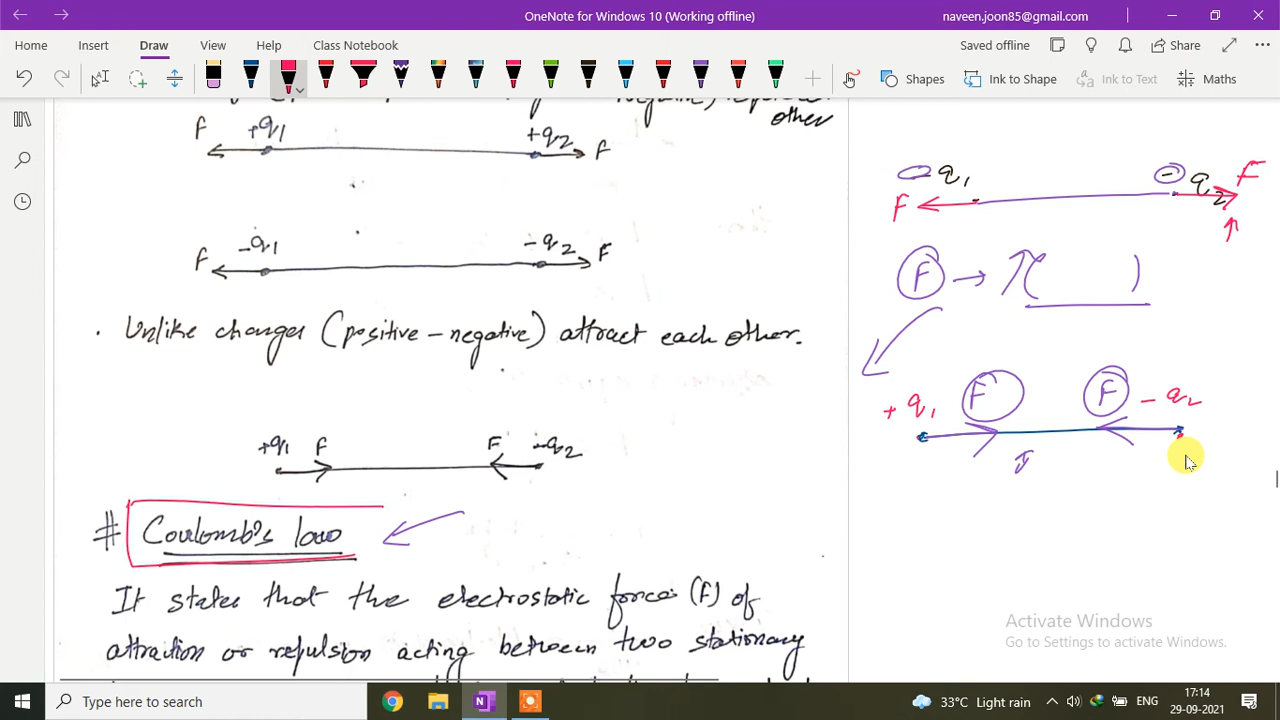 OneNote for Windows 10 (Working offline)
naveen.joon85@gmail.com
Home Insert Draw View Help Class Notebook
Saved offline Share
Shapes Ink to Shape Ink to Text Maths
other
F +q1 +q2 F
F -q1 -q2 F
. Unlike changes (positive - negative) attract each other.
+q1 F F -q2
# Coulomb's law
It states that the electrostatic force (F) of
attraction or repulsion acting between two stationary
q1 - q2
F F
F → ( )
+ q1 F F - q2
Activate Windows
Go to Settings to activate Windows.
Type here to search
33°C Light rain
ENG
17:14
29-09-2021